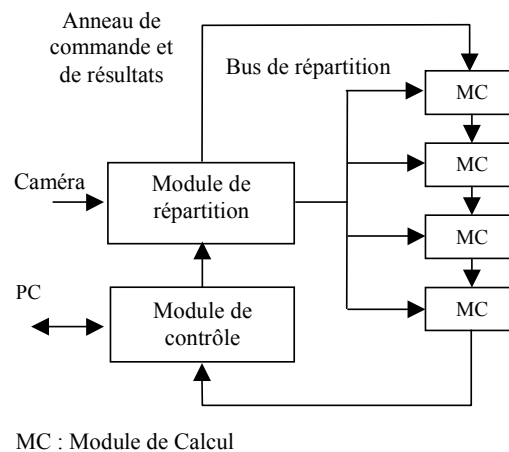 Anneau de
commande et
de résultats
Bus de répartition
MC
MC
MC
MC
Caméra
Module de
répartition
PC
Module de
contrôle
MC : Module de Calcul